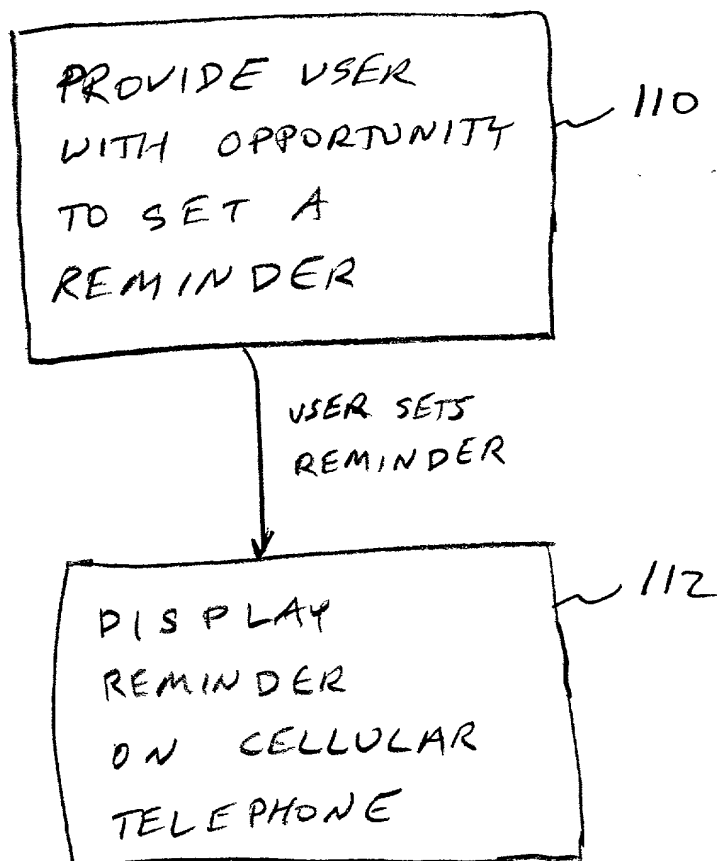 PROVIDE USER
WITH OPPORTUNITY
TO SET A
REMINDER
110
USER SETS
REMINDER
112
DISPLAY
REMINDER
ON CELLULAR
TELEPHONE